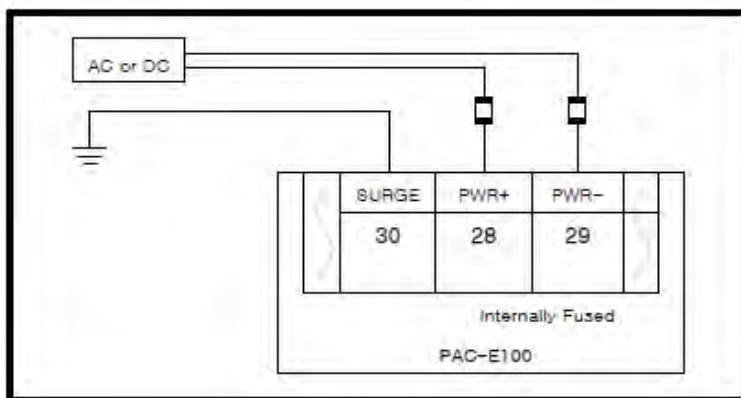 AC or DC
SURGE PWR+ PWR-
30 28 29
Internally Fused
PAC-E100